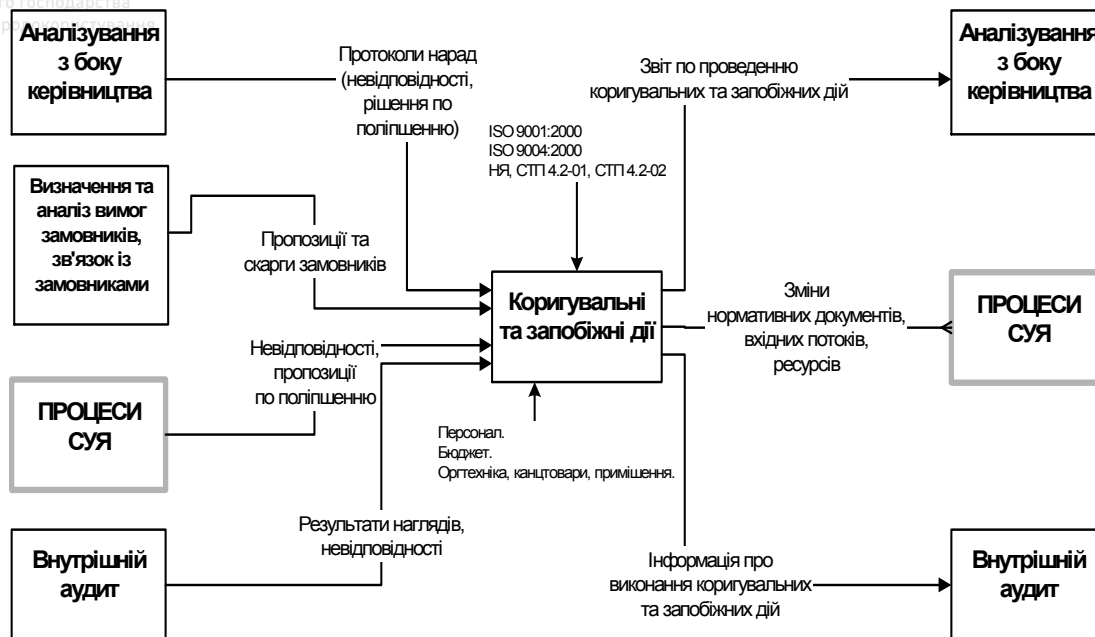 го господарства
Аналізування
з боку
керівництва
Протоколи нарад
(невідповідності,
рішення по
поліпшенню)
Звіт по проведенню
коригувальних та запобіжних дій
Аналізування
з боку
керівництва
ISO 9001:2000
ISO 9004:2000
НЯ, СТП 4.2-01, СТП 4.2-02
Визначення та
аналіз вимог
замовників,
зв'язок із
замовниками
Пропозиції та
скарги замовників
Коригувальні
та запобіжні дії
Зміни
нормативних документів,
вхідних потоків,
ресурсів
ПРОЦЕСИ
СУЯ
Невідповідності,
пропозиції
по поліпшенню
ПРОЦЕСИ
СУЯ
Персонал.
Бюджет.
Оргтехніка, канцтовари, примішення.
Результати наглядів,
невідповідності
Внутрішній
аудит
Інформація про
виконання коригувальних
та запобіжних дій
Внутрішній
аудит